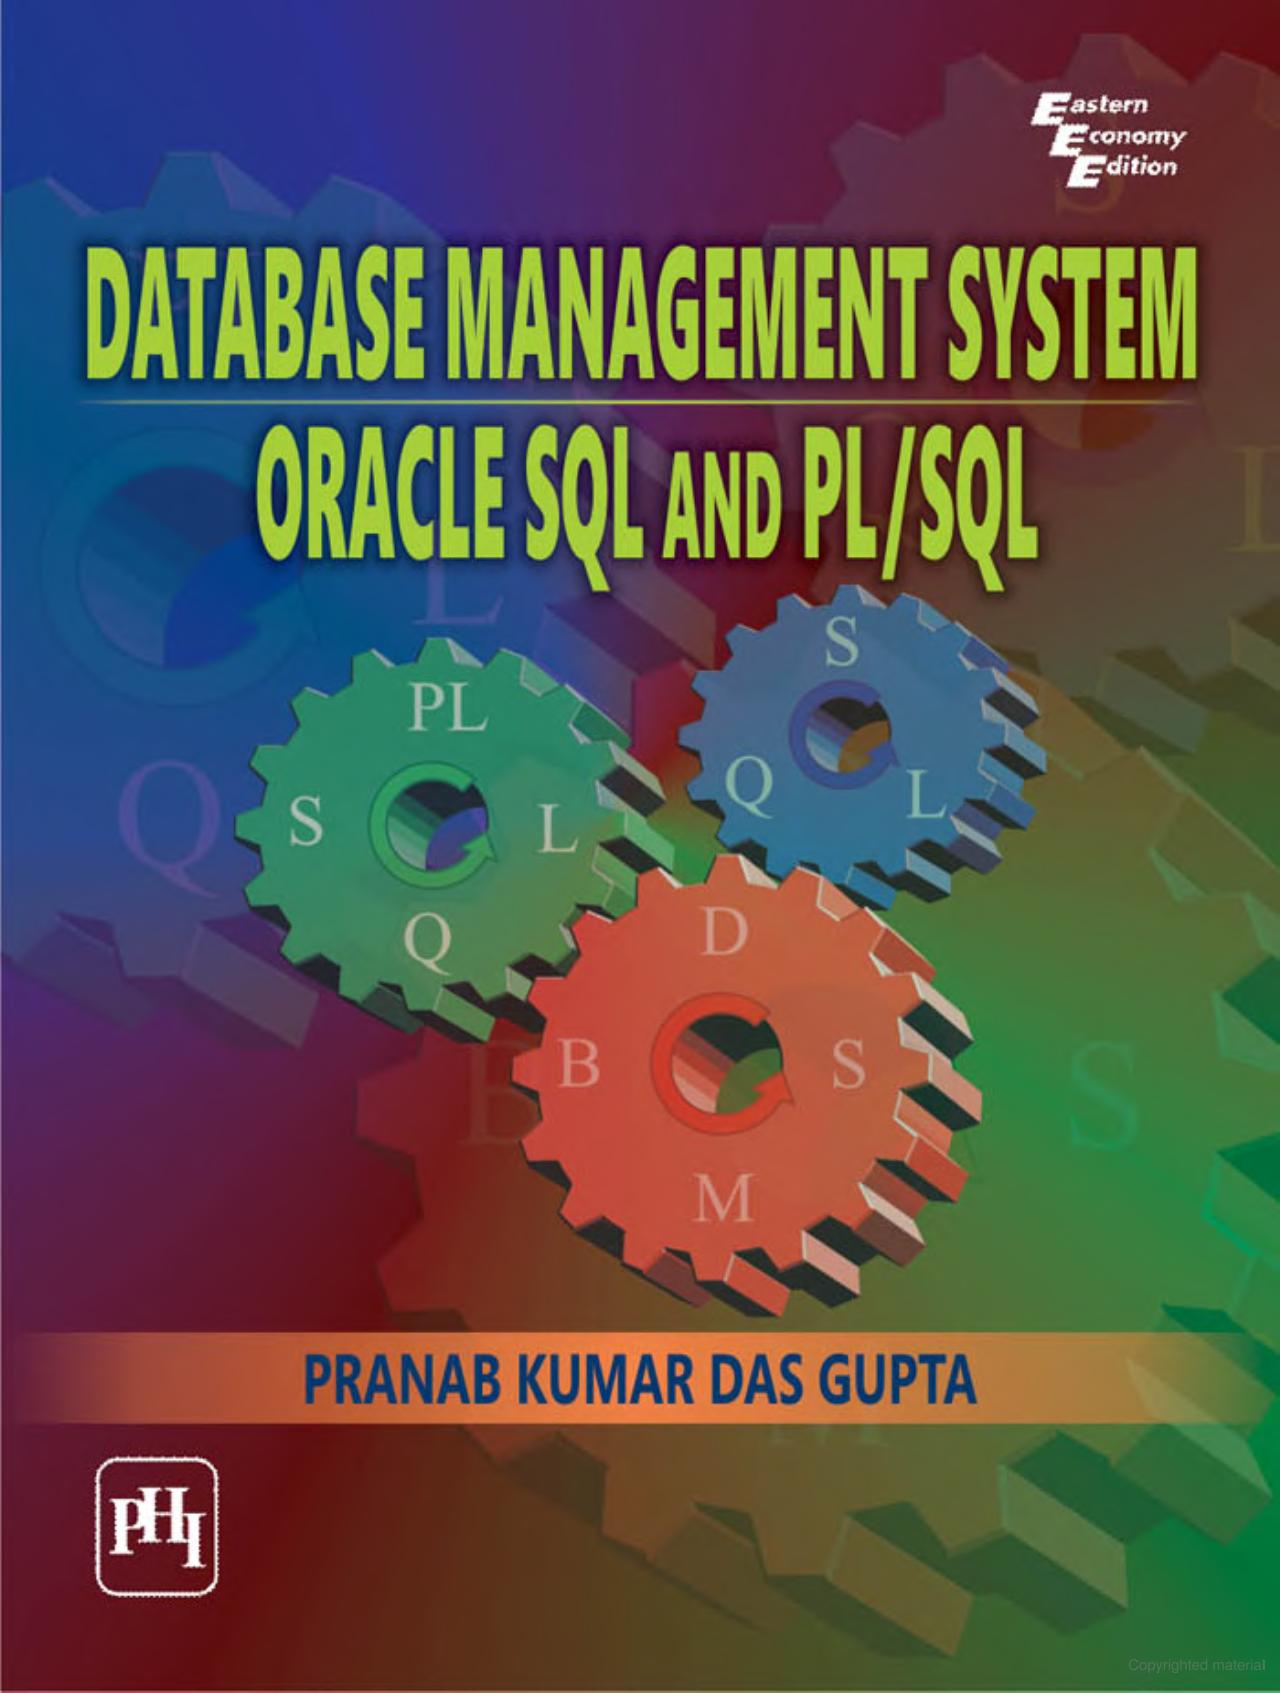 Eastern
Economy
Edition
DATABASE MANAGEMENT SYSTEM
ORACLE SQL AND PL/SQL
S
Q L
PL
S L
Q
D
B S
M
L
Q
S
B
S
L
M
PRANAB KUMAR DAS GUPTA
PHI
Copyrighted material